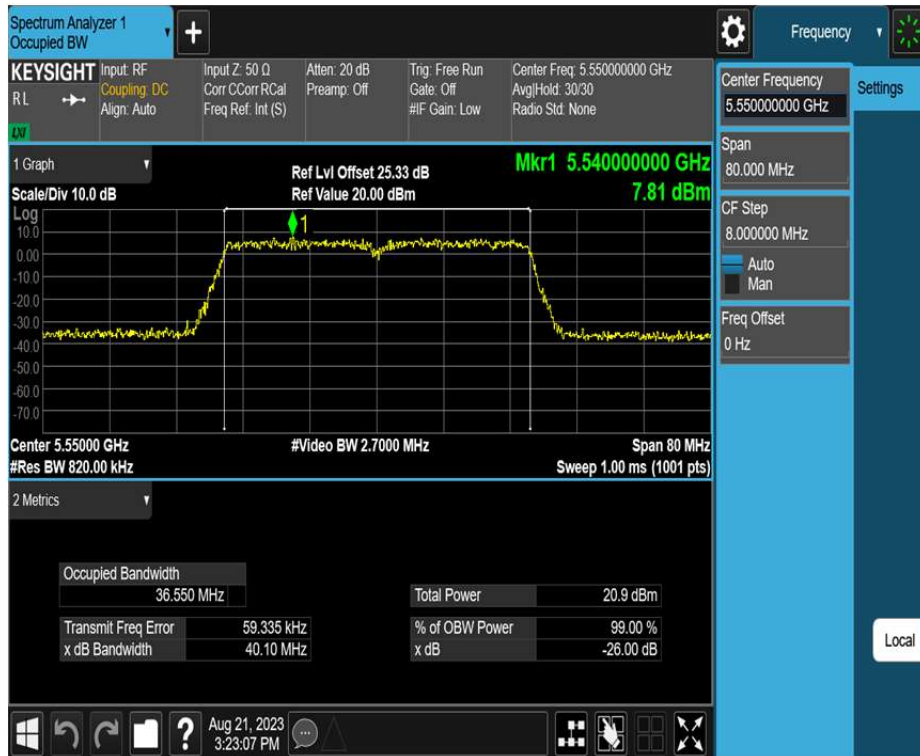 Spectrum Analyzer 1
Occupied BW
+
Frequency
KEYSIGHT
R L
LXI
Input: RF
Coupling: DC
Align: Auto
Input Z: 50 Ω
Corr CCorr RCal
Freq Ref: Int (S)
Atten: 20 dB
Preamp: Off
Trig: Free Run
Gate: Off
#IF Gain: Low
Center Freq: 5.550000000 GHz
Avg|Hold: 30/30
Radio Std: None
Center Frequency
5.55000000 GHz
Settings
Span
80.000 MHz
CF Step
8.000000 MHz
Auto
Man
Freq Offset
0 Hz
Local
1 Graph
Scale/Div 10.0 dB
Ref Lvl Offset 25.33 dB
Ref Value 20.00 dBm
Mkr1 5.540000000 GHz
7.81 dBm
Log
10.0
0.00
-10.0
-20.0
-30.0
-40.0
-50.0
-60.0
-70.0
1
Center 5.55000 GHz
#Video BW 2.7000 MHz
Span 80 MHz
#Res BW 820.00 kHz
Sweep 1.00 ms (1001 pts)
2 Metrics
Occupied Bandwidth
36.550 MHz
Total Power 20.9 dBm
Transmit Freq Error 59.335 kHz
% of OBW Power 99.00 %
x dB Bandwidth 40.10 MHz
x dB -26.00 dB
?
Aug 21, 2023
3:23:07 PM